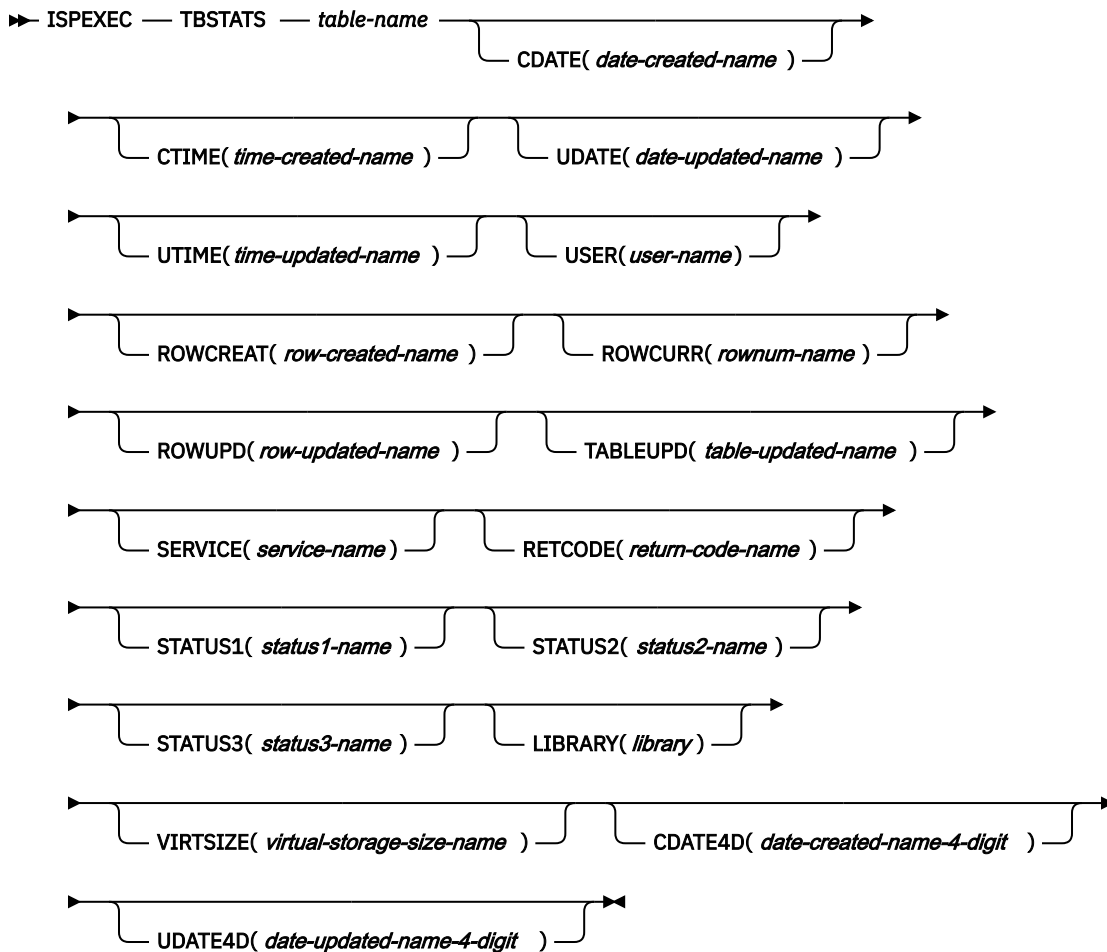 ISPEXEC TBSTATS table-name
CDATE( date-created-name )
CTIME( time-created-name ) UDATE( date-updated-name )
UTIME( time-updated-name ) USER( user-name )
ROWCREAT( row-created-name ) ROWCURR( rownum-name )
ROWUPD( row-updated-name ) TABLEUPD( table-updated-name )
SERVICE( service-name ) RETCODE( return-code-name )
STATUS1( status1-name ) STATUS2( status2-name )
STATUS3( status3-name ) LIBRARY( library )
VIRTSIZE( virtual-storage-size-name ) CDATE4D( date-created-name-4-digit )
UDATE4D( date-updated-name-4-digit )